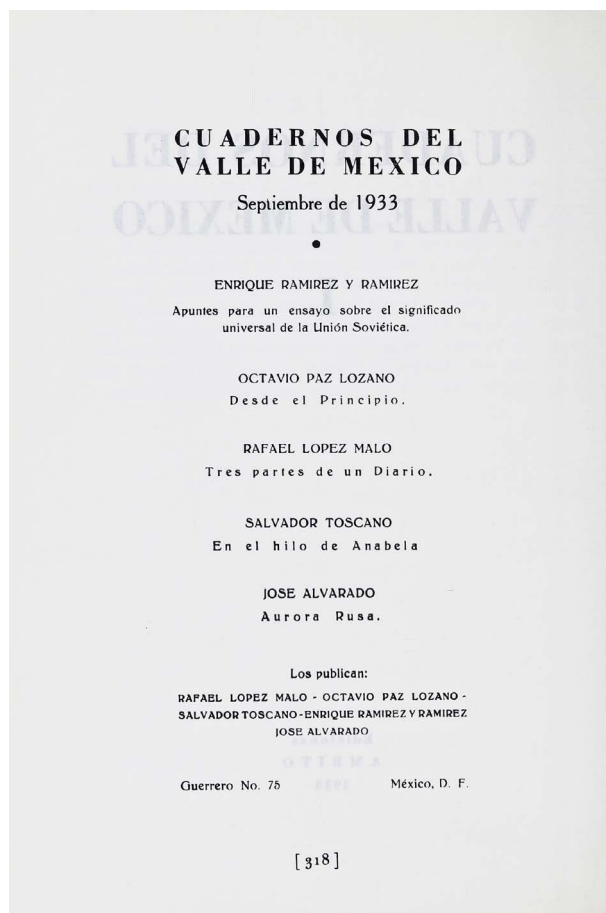 CUADERNOS DEL
VALLE DE MEXICO
Septiembre de 1933
ENRIQUE RAMIREZ Y RAMIREZ
Apuntes para un ensayo sobre el significado
universal de la Unión Soviética.
OCTAVIO PAZ LOZANO
Desde el Principio.
RAFAEL LOPEZ MALO
Tres partes de un Diario.
SALVADOR TOSCANO
En el hilo de Anabela
JOSE ALVARADO
Aurora Rusa.
Los publican:
RAFAEL LOPEZ MALO - OCTAVIO PAZ LOZANO -
SALVADOR TOSCANO-ENRIQUE RAMIREZ Y RAMIREZ
JOSE ALVARADO
Guerrero No. 75 México, D. F.
[318]